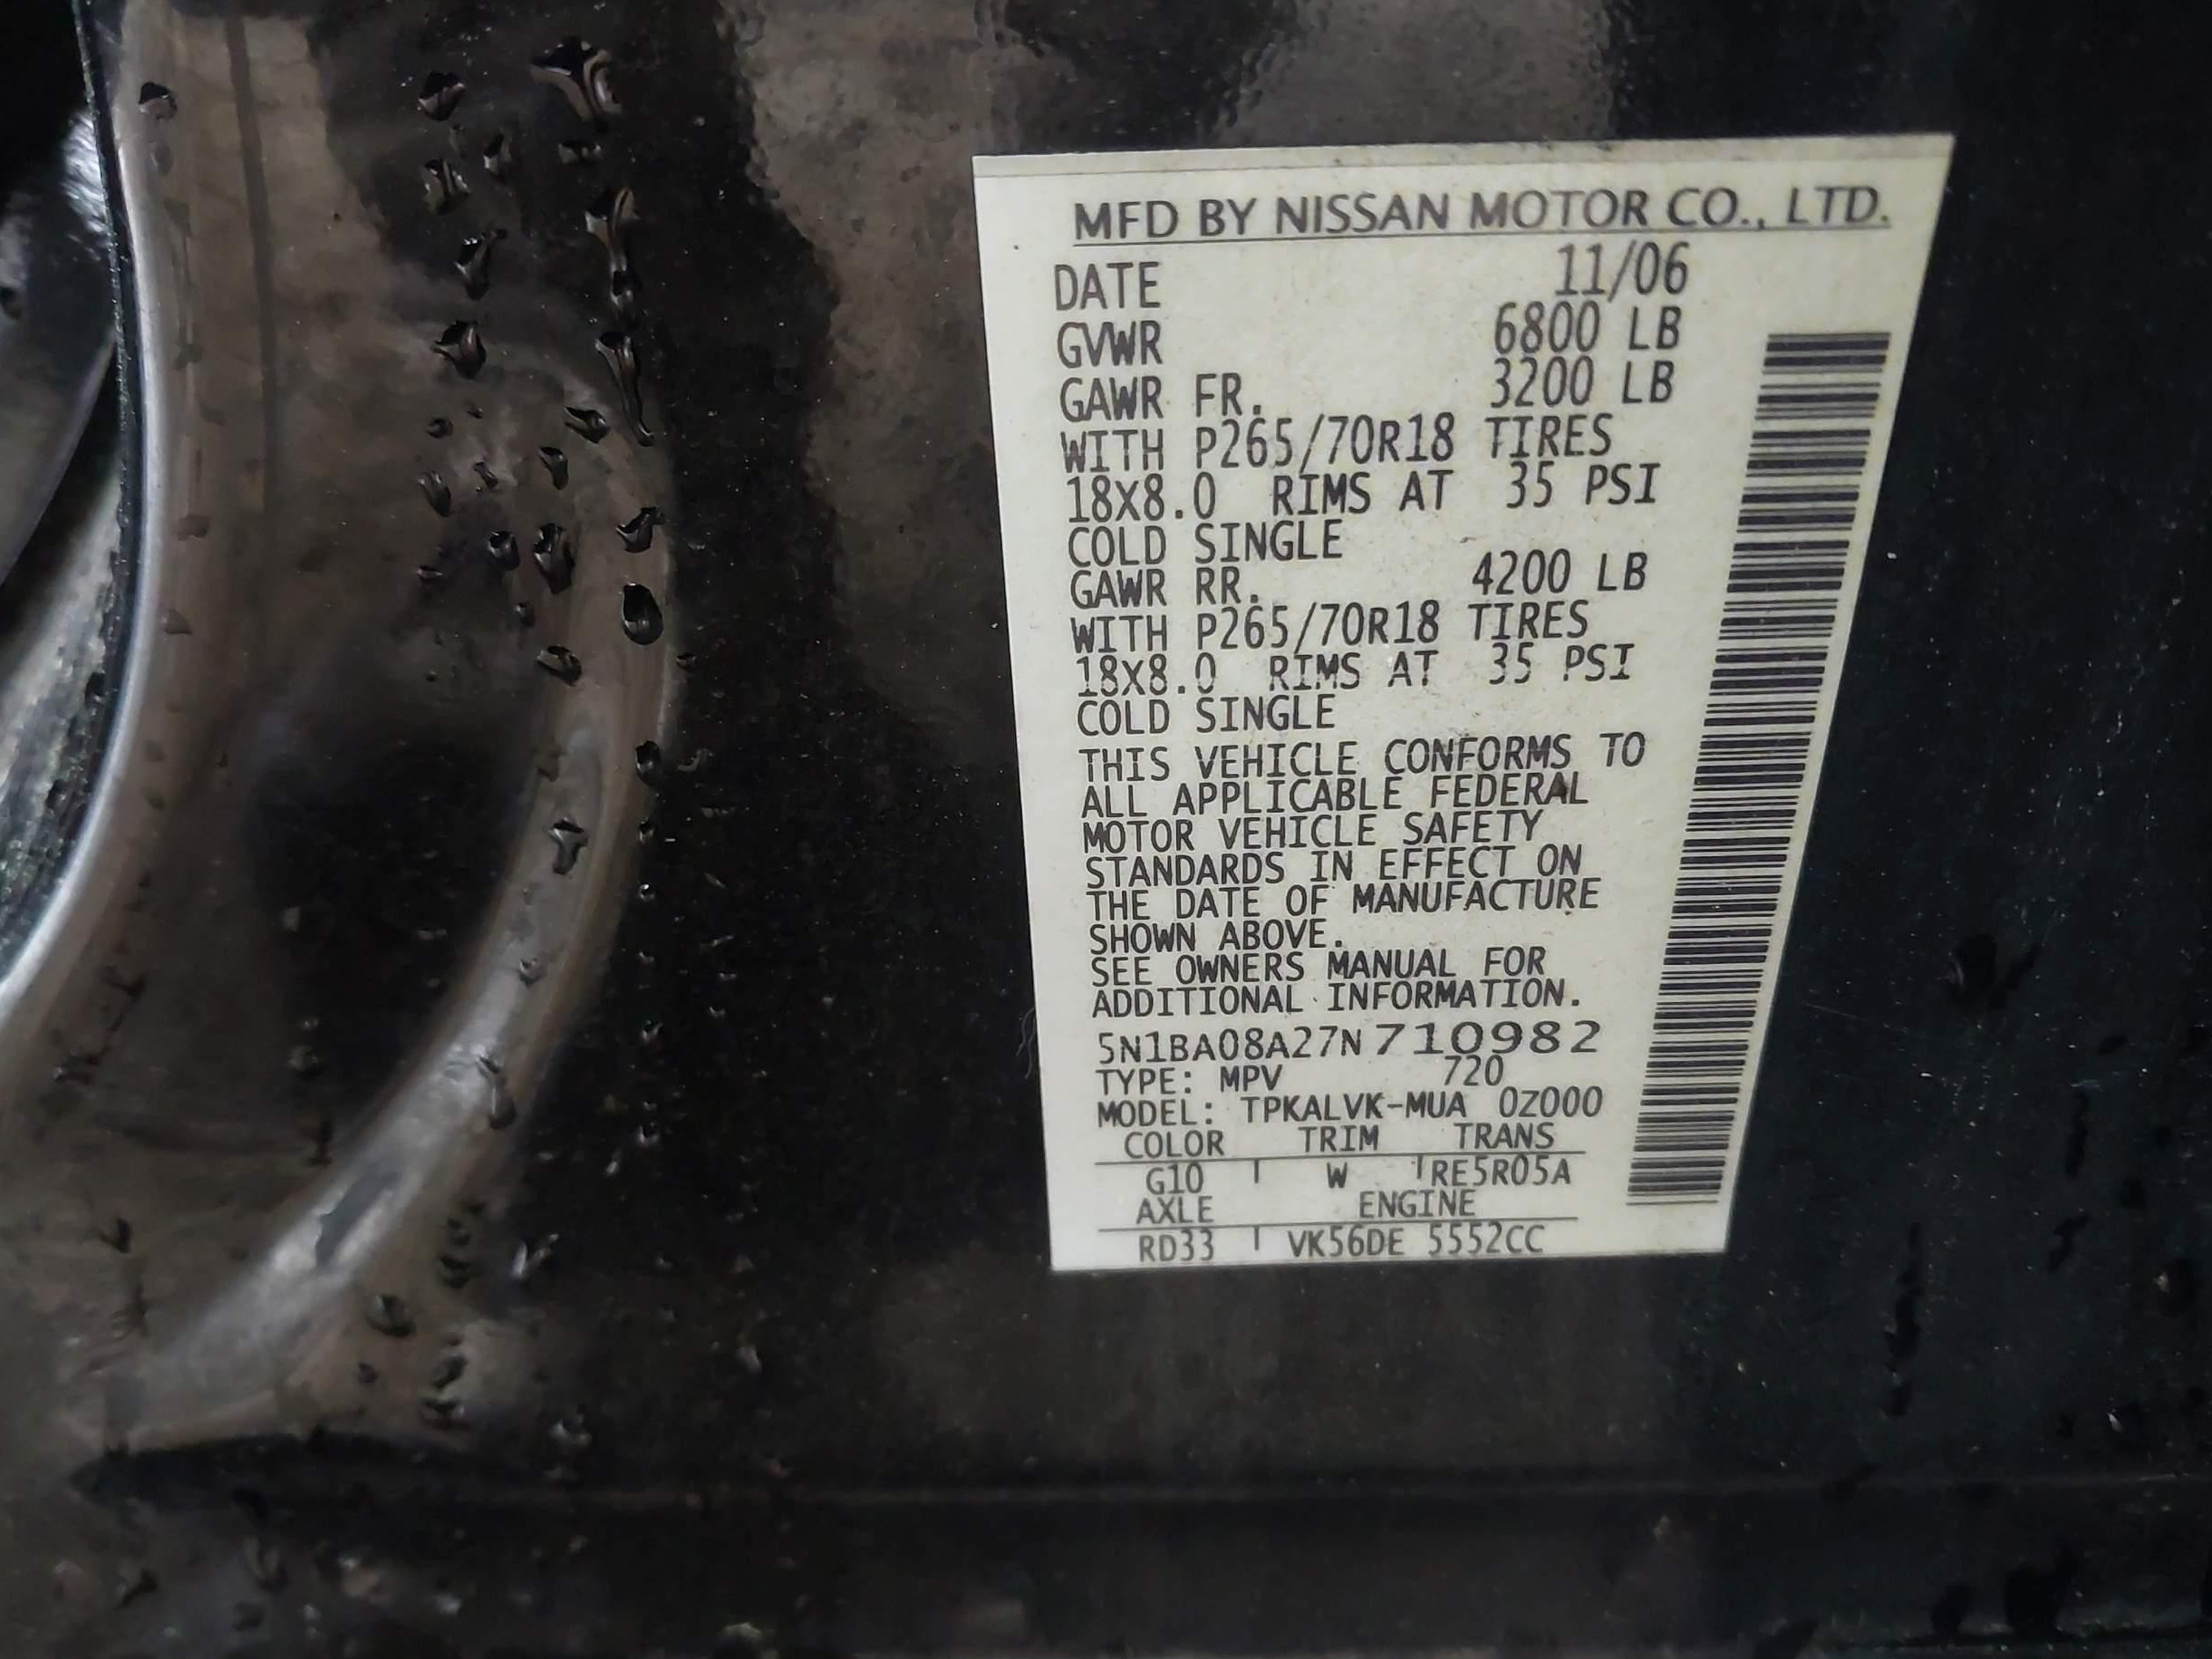 MFD BY NISSAN MOTOR CO., LTD.
DATE 11/06
GVWR 6800 LB
GAWR FR. 3200 LB
WITH P265/70R18 TIRES
18X8.0 RIMS AT 35 PSI
COLD SINGLE
GAWR RR. 4200 LB
WITH P265/70R18 TIRES
18X8.0 RIMS AT 35 PSI
COLD SINGLE
THIS VEHICLE CONFORMS TO
ALL APPLICABLE FEDERAL
MOTOR VEHICLE SAFETY
STANDARDS IN EFFECT ON
THE DATE OF MANUFACTURE
SHOWN ABOVE.
SEE OWNERS MANUAL FOR
ADDITIONAL INFORMATION.
5N1BA08A27N710982
TYPE: MPV 720
MODEL: TPKALVK-MUA 0Z000
COLOR TRIM TRANS
G10 W RE5R05A
AXLE ENGINE
RD33 VK56DE 5552CC